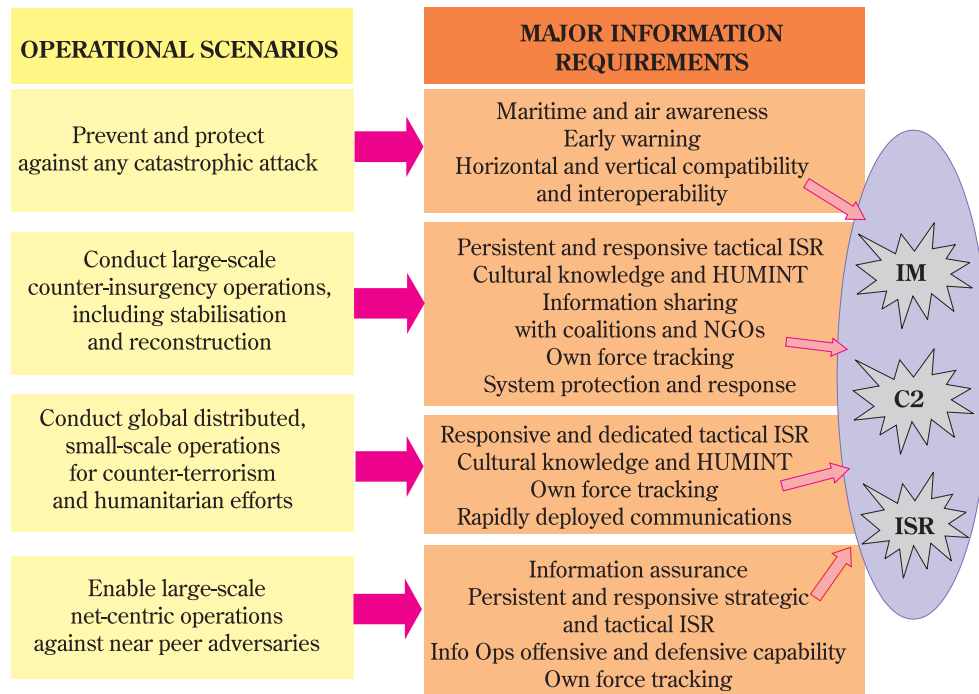 OPERATIONAL SCENARIOS
MAJOR INFORMATION
REQUIREMENTS
Prevent and protect
against any catastrophic attack
Maritime and air awareness
Early warning
Horizontal and vertical compatibility
and interoperability
Conduct large-scale
counter-insurgency operations,
including stabilisation
and reconstruction
Persistent and responsive tactical ISR
Cultural knowledge and HUMINT
Information sharing
with coalitions and NGOs
Own force tracking
System protection and response
Conduct global distributed,
small-scale operations
for counter-terrorism
and humanitarian efforts
Responsive and dedicated tactical ISR
Cultural knowledge and HUMINT
Own force tracking
Rapidly deployed communications
Enable large-scale
net-centric operations
against near peer adversaries
Information assurance
Persistent and responsive strategic
and tactical ISR
Info Ops offensive and defensive capability
Own force tracking
IM
C2
ISR